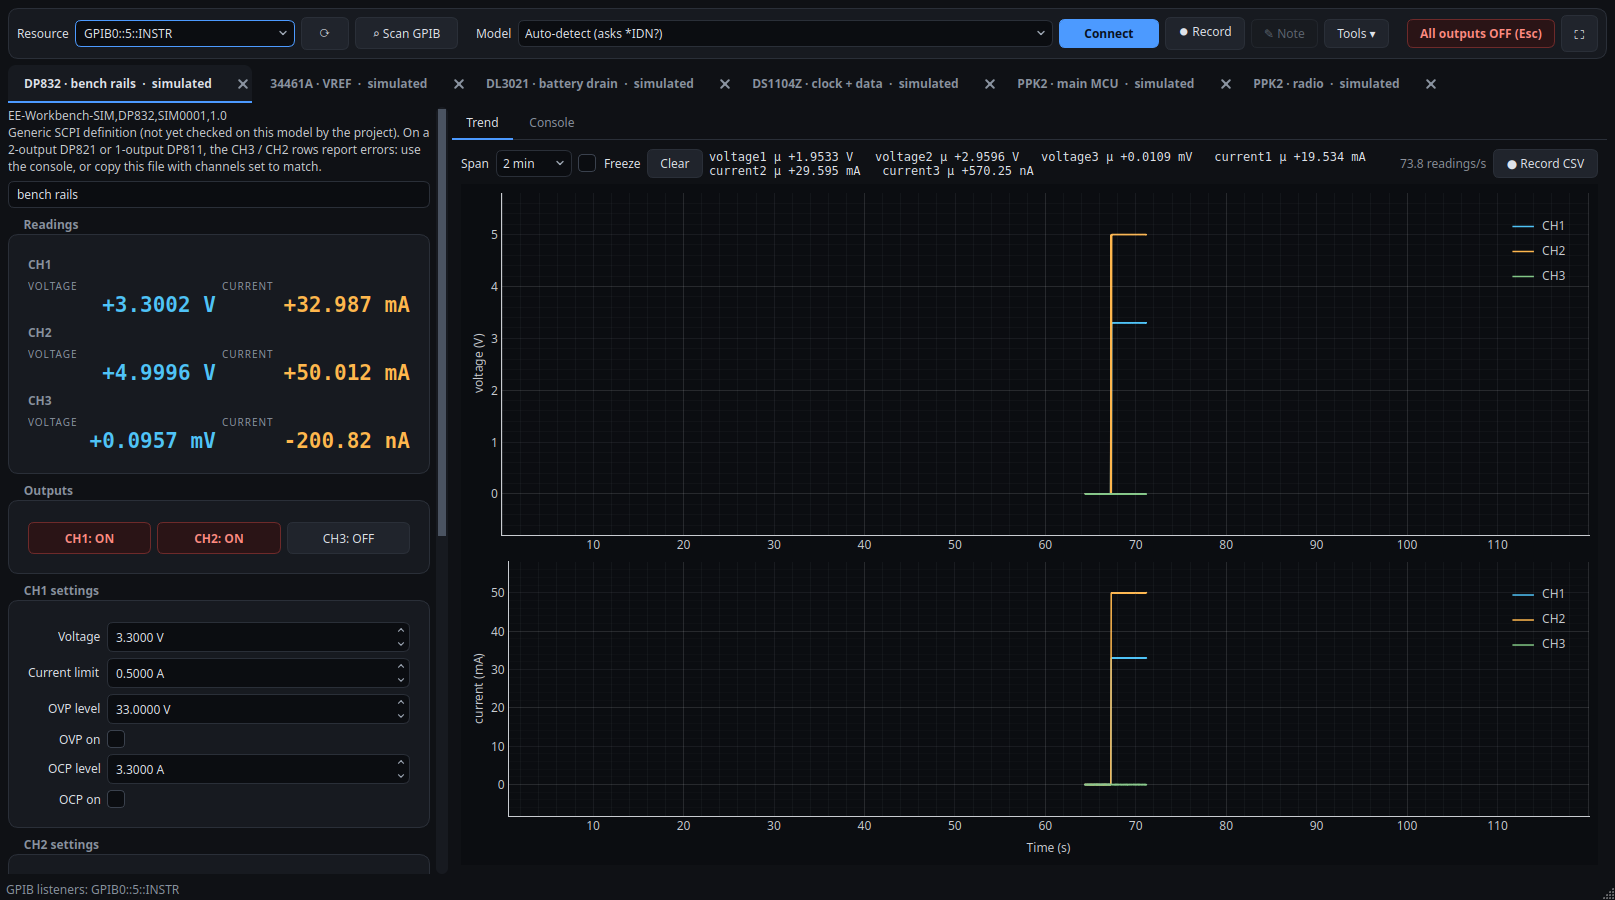 Resource GPIB0::5::INSTR ⟳ ⌕ Scan GPIB Model Auto-detect (asks *IDN?) Connect ● Record ✎ Note Tools ▾ All outputs OFF (Esc) ⛶
DP832 · bench rails · simulated ✕ 34461A · VREF · simulated ✕ DL3021 · battery drain · simulated ✕ DS1104Z · clock + data · simulated ✕ PPK2 · main MCU · simulated ✕ PPK2 · radio · simulated ✕
EE-Workbench-SIM,DP832,SIM0001,1.0
Generic SCPI definition (not yet checked on this model by the project). On a
2-output DP821 or 1-output DP811, the CH3 / CH2 rows report errors: use
the console, or copy this file with channels set to match.
bench rails
Readings
CH1
VOLTAGE CURRENT
+3.3002 V +32.987 mA
CH2
VOLTAGE CURRENT
+4.9996 V +50.012 mA
CH3
VOLTAGE CURRENT
+0.0957 mV -200.82 nA
Outputs
CH1: ON CH2: ON CH3: OFF
CH1 settings
Voltage 3.3000 V
Current limit 0.5000 A
OVP level 33.0000 V
OVP on
OCP level 3.3000 A
OCP on
CH2 settings
Trend Console
Span 2 min Freeze Clear
voltage1 µ +1.9533 V voltage2 µ +2.9596 V voltage3 µ +0.0109 mV current1 µ +19.534 mA
current2 µ +29.595 mA current3 µ +570.25 nA
73.8 readings/s ● Record CSV
voltage (V)
5
4
3
2
1
0
10 20 30 40 50 60 70 80 90 100 110
CH1
CH2
CH3
current (mA)
50
40
30
20
10
0
10 20 30 40 50 60 70 80 90 100 110
CH1
CH2
CH3
Time (s)
GPIB listeners: GPIB0::5::INSTR